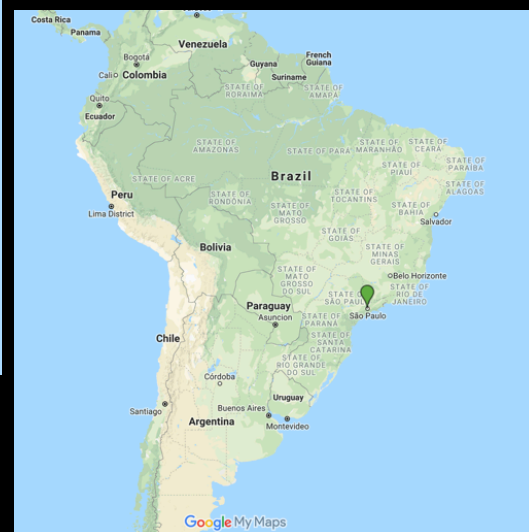 Costa Rica
Panama
Venezuela
Bogotá
Cali
Colombia
Guyana
French
Guiana
Suriname
STATE OF
RORAIMA
STATE OF
AMAPÁ
Quito
Ecuador
STATE OF
AMAZONAS
STATE OF PARÁ
STATE OF
MARANHÃO
STATE OF
CEARÁ
STATE OF
PARAÍBA
STATE OF
PIAUÍ
STATE OF
ALAGOAS
STATE OF ACRE
Brazil
Peru
Lima District
STATE OF
RONDÔNIA
STATE OF
TOCANTINS
STATE OF
MATO
GROSSO
STATE OF
BAHIA
Salvador
STATE OF
GOIÁS
Bolivia
STATE OF
MINAS
GERAIS
STATE OF
MATO
GROSSO
DO SUL
Belo Horizonte
STATE OF
RIO DE
JANEIRO
STATE OF
SÃO PAULO
São Paulo
Paraguay
Asuncion
STATE OF
PARANÁ
STATE OF
SANTA
CATARINA
Chile
STATE OF
RIO GRANDE
DO SUL
Córdoba
Uruguay
Santiago
Buenos Aires
Montevideo
Argentina
Google My Maps